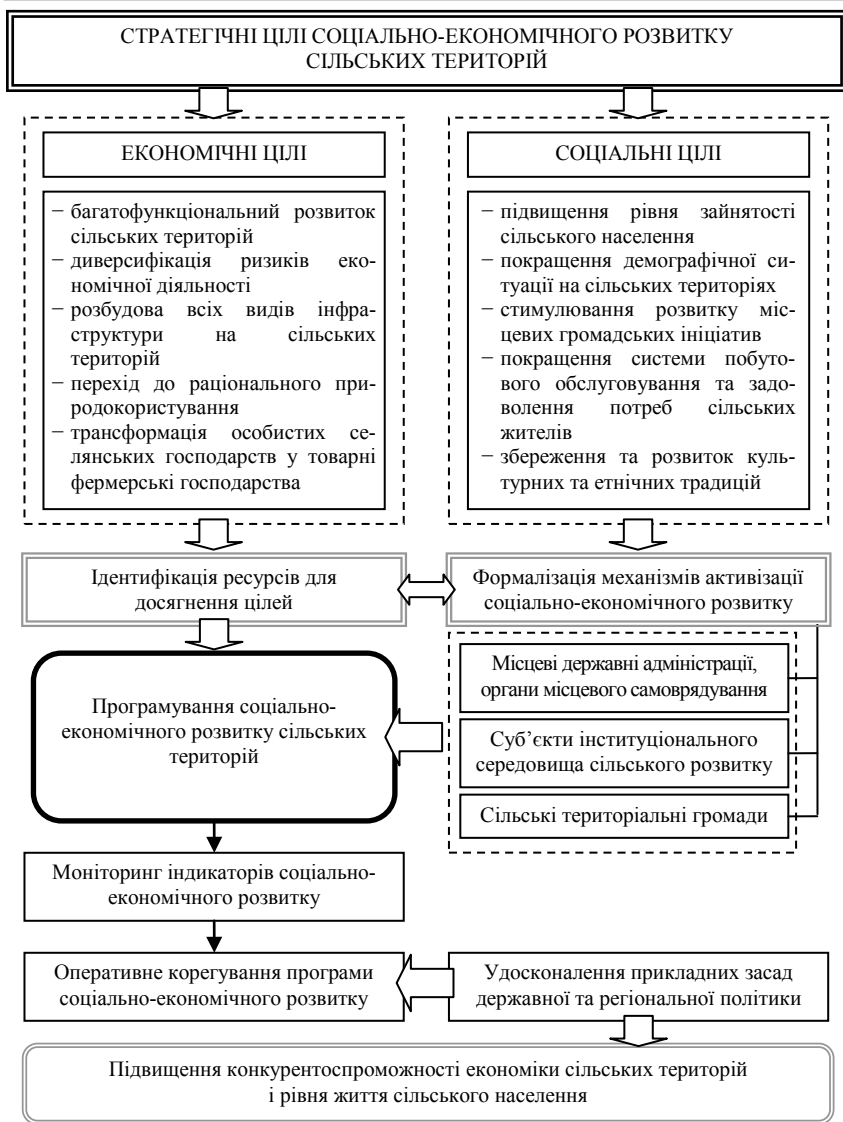 СТРАТЕГІЧНІ ЦІЛІ СОЦІАЛЬНО-ЕКОНОМІЧНОГО РОЗВИТКУ
СІЛЬСЬКИХ ТЕРИТОРІЙ
ЕКОНОМІЧНІ ЦІЛІ
− багатофункціональний розвиток
сільських територій
− диверсифікація ризиків еко-
номічної діяльності
− розбудова всіх видів інфра-
структури на сільських
територій
− перехід до раціонального при-
родокористування
− трансформація особистих се-
лянських господарств у товарні
фермерські господарства
СОЦІАЛЬНІ ЦІЛІ
− підвищення рівня зайнятості
сільського населення
− покращення демографічної си-
туації на сільських територіях
− стимулювання розвитку міс-
цевих громадських ініціатив
− покращення системи побуто-
вого обслуговування та задо-
волення потреб сільських
жителів
− збереження та розвиток куль-
турних та етнічних традицій
Ідентифікація ресурсів для
досягнення цілей
Формалізація механізмів активізації
соціально-економічного розвитку
Програмування соціально-
економічного розвитку сільських
територій
Місцеві державні адміністрації,
органи місцевого самоврядування
Суб’єкти інституціонального
середовища сільського розвитку
Сільські територіальні громади
Моніторинг індикаторів соціально-
економічного розвитку
Оперативне корегування програми
соціально-економічного розвитку
Удосконалення прикладних засад
державної та регіональної політики
Підвищення конкурентоспроможності економіки сільських територій
і рівня життя сільського населення